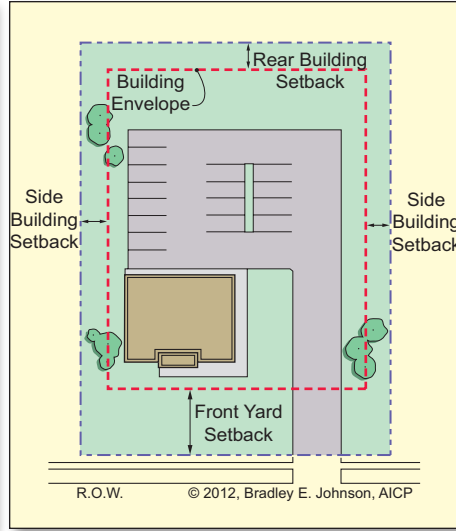 Rear Building
Setback
Building
Envelope
Side
Building
Setback
Side
Building
Setback
Front Yard
Setback
R.O.W.
© 2012, Bradley E. Johnson, AICP